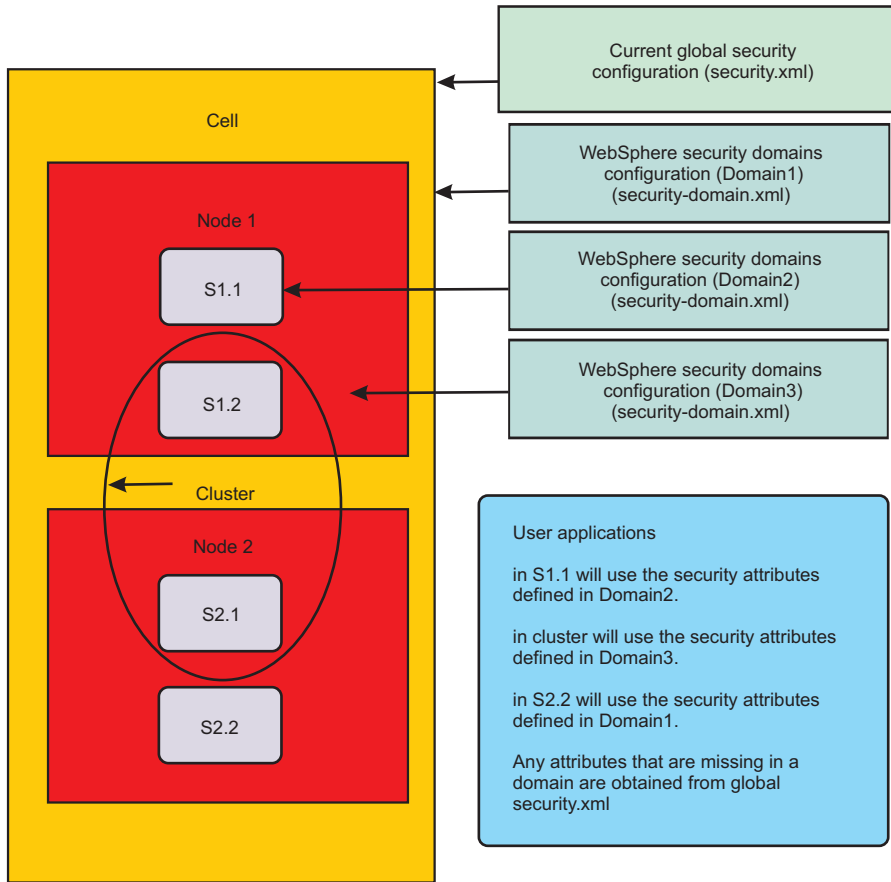 Current global security
configuration (security.xml)
Cell
WebSphere security domains
configuration (Domain1)
(security-domain.xml)
Node 1
S1.1
WebSphere security domains
configuration (Domain2)
(security-domain.xml)
S1.2
WebSphere security domains
configuration (Domain3)
(security-domain.xml)
Cluster
Node 2
S2.1
S2.2
User applications
in S1.1 will use the security attributes
defined in Domain2.
in cluster will use the security attributes
defined in Domain3.
in S2.2 will use the security attributes
defined in Domain1.
Any attributes that are missing in a
domain are obtained from global
security.xml